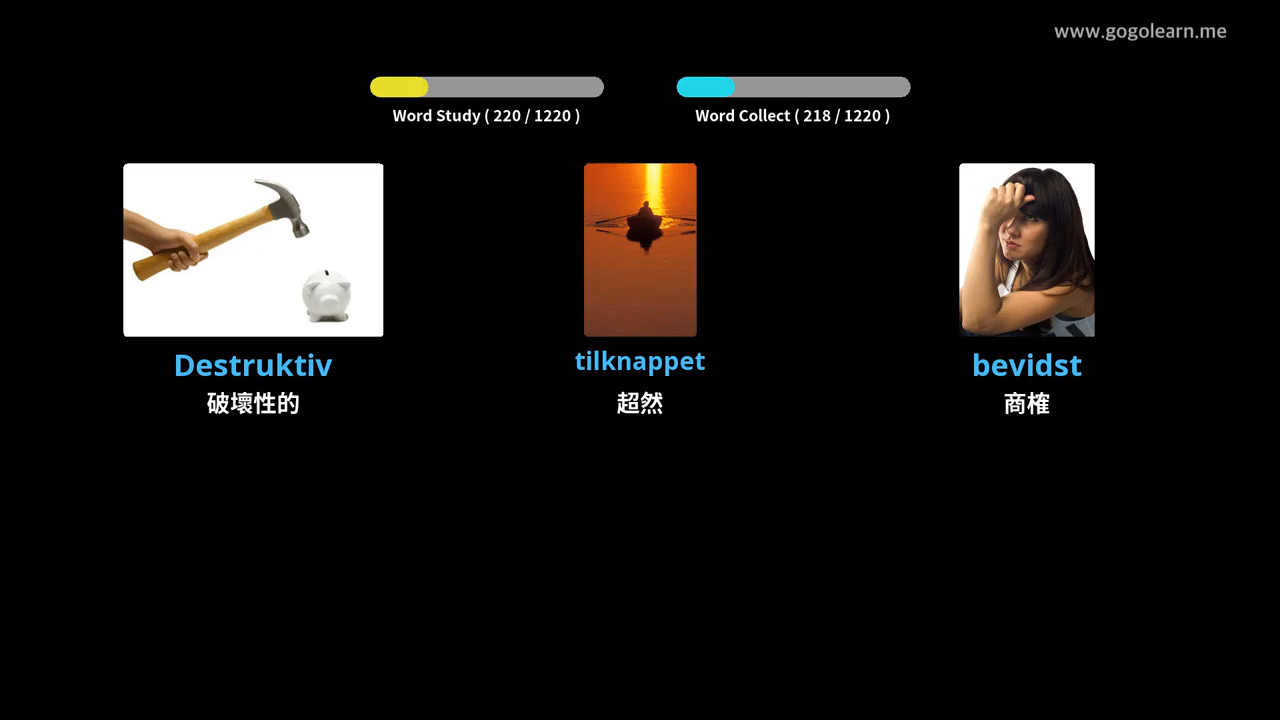 www.gogolearn.me
Word Study ( 220 / 1220 )
Word Collect ( 218 / 1220 )
Destruktiv
破壞性的
tilknappet
超然
bevidst
商榷